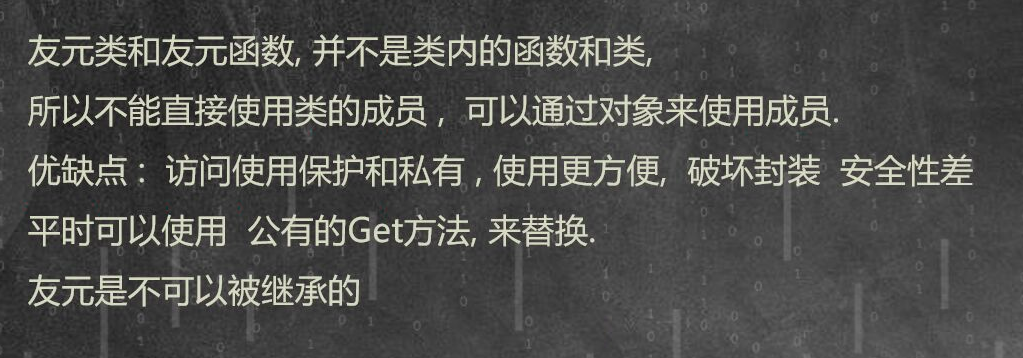 友元类和友元函数, 并不是类内的函数和类,
所以不能直接使用类的成员 ,  可以通过对象来使用成员.
优缺点 :  访问使用保护和私有 , 使用更方便,  破坏封装  安全性差
平时可以使用  公有的Get方法, 来替换.
友元是不可以被继承的